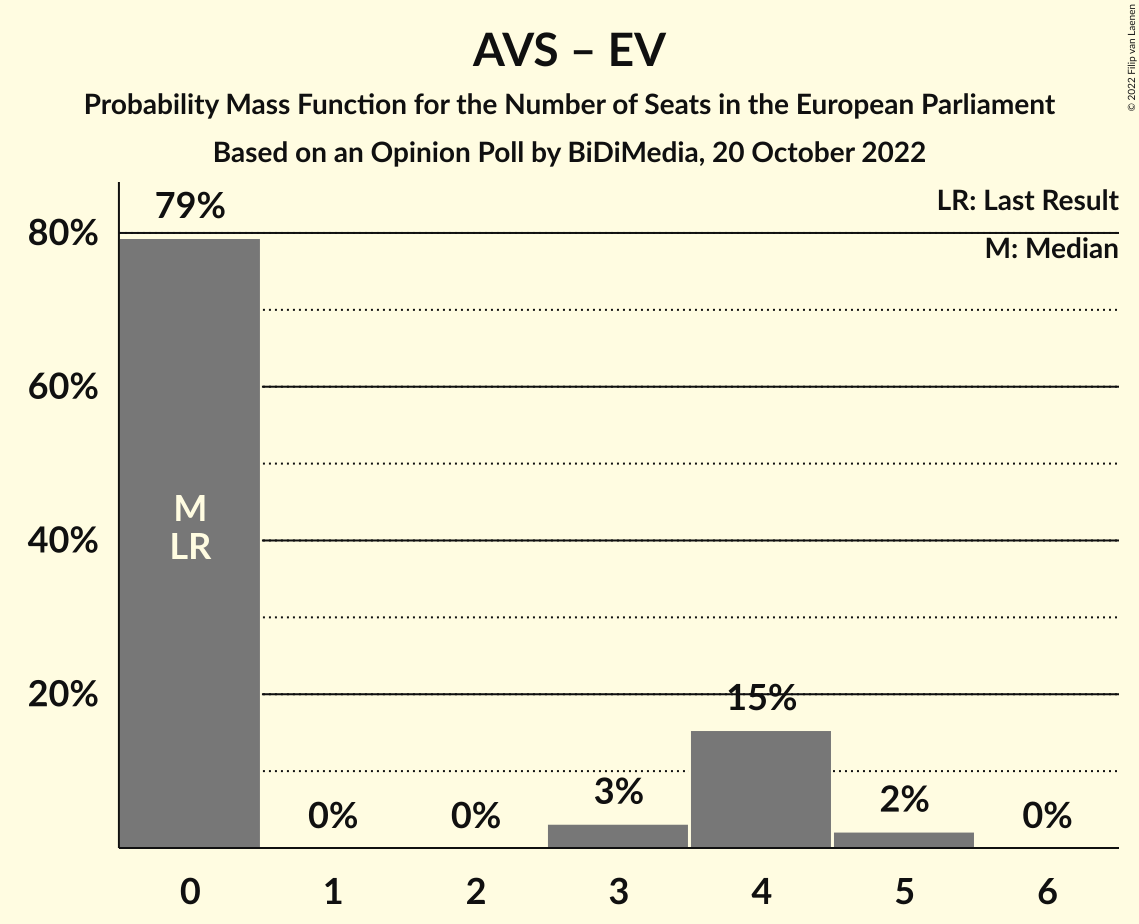 AVS – EV
Probability Mass Function for the Number of Seats in the European Parliament
Based on an Opinion Poll by BiDiMedia, 20 October 2022
© 2022 Filip van Laenen
LR: Last Result
M: Median
80%
60%
40%
20%
79%
M
LR
0%
0%
3%
15%
2%
0%
0 1 2 3 4 5 6